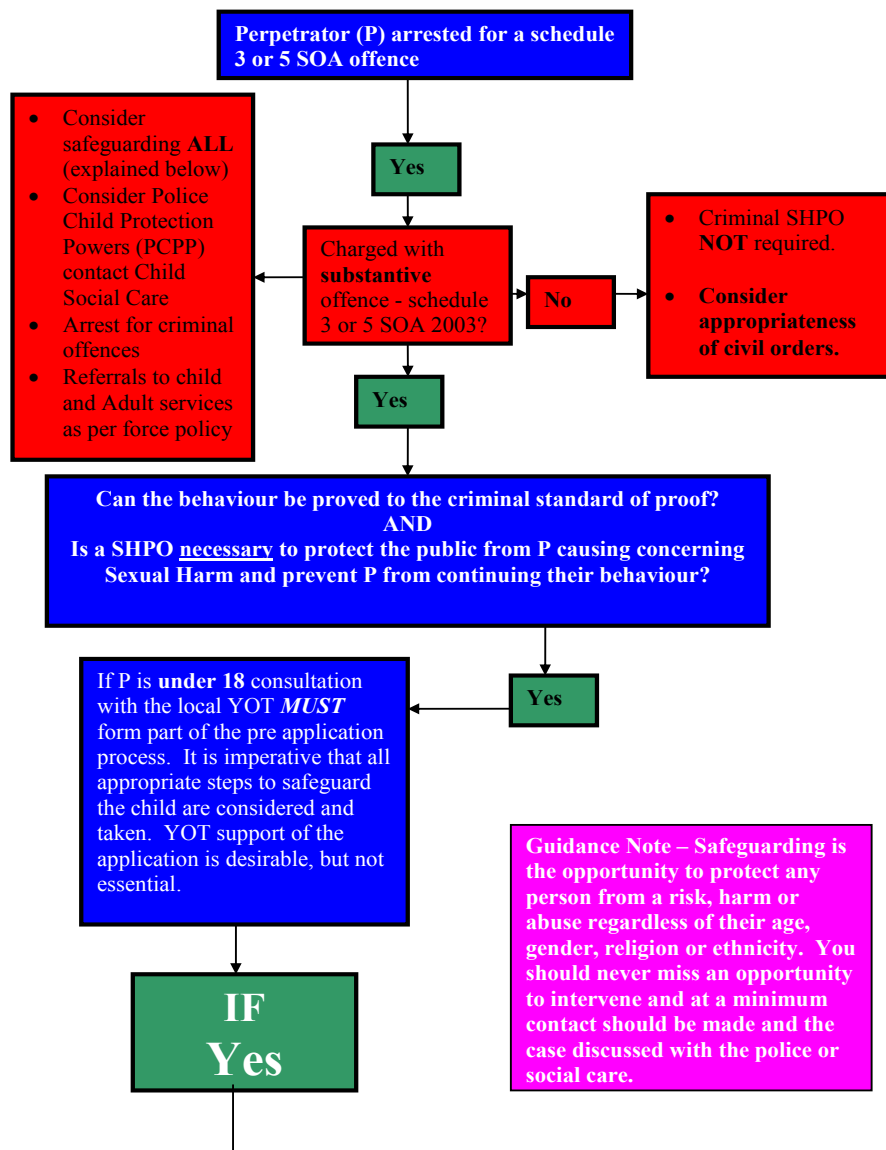 Perpetrator (P) arrested for a schedule
3 or 5 SOA offence
Yes
• Consider
safeguarding ALL
(explained below)
• Consider Police
Child Protection
Powers (PCPP)
contact Child
Social Care
• Arrest for criminal
offences
• Referrals to child
and Adult services
as per force policy
Charged with
substantive
offence - schedule
3 or 5 SOA 2003?
No
• Criminal SHPO
NOT required.
• Consider
appropriateness
of civil orders.
Yes
Can the behaviour be proved to the criminal standard of proof?
AND
Is a SHPO necessary to protect the public from P causing concerning
Sexual Harm and prevent P from continuing their behaviour?
Yes
If P is under 18 consultation
with the local YOT MUST
form part of the pre application
process. It is imperative that all
appropriate steps to safeguard
the child are considered and
taken. YOT support of the
application is desirable, but not
essential.
Guidance Note – Safeguarding is
the opportunity to protect any
person from a risk, harm or
abuse regardless of their age,
gender, religion or ethnicity. You
should never miss an opportunity
to intervene and at a minimum
contact should be made and the
case discussed with the police or
social care.
IF
Yes